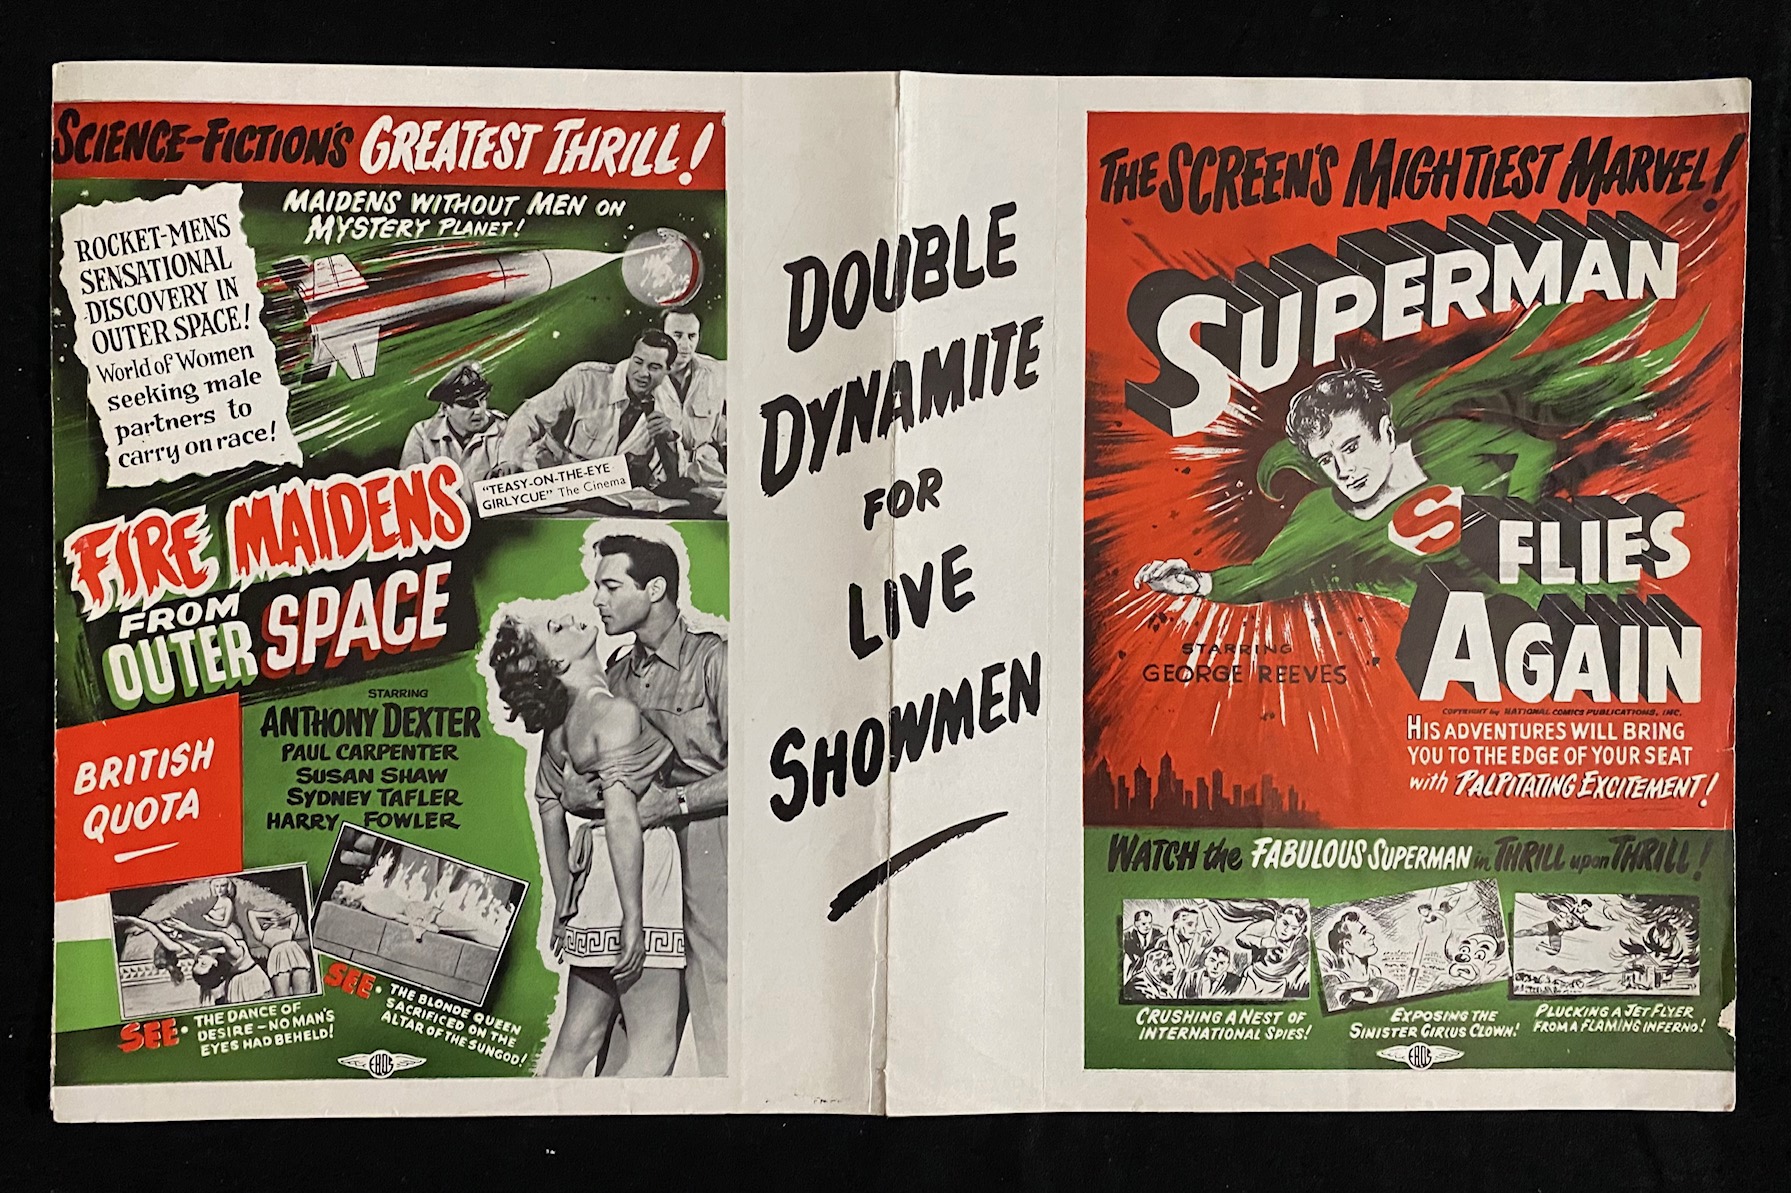 SCIENCE-FICTION'S GREATEST THRILL!
MAIDENS WITHOUT MEN ON
MYSTERY PLANET!
ROCKET-MENS
SENSATIONAL
DISCOVERY IN
OUTER SPACE!
World of Women
seeking male
partners to
carry on race!
"TEASY-ON-THE-EYE
GIRLYCUE" The Cinema
FIRE MAIDENS
FROM
OUTER SPACE
STARRING
ANTHONY DEXTER
PAUL CARPENTER
SUSAN SHAW
SYDNEY TAFLER
HARRY FOWLER
BRITISH
QUOTA
SEE • THE DANCE OF
DESIRE - NO MAN'S
EYES HAD BEHELD!
SEE • THE BLONDE QUEEN
SACRIFICED ON THE
ALTAR OF THE SUNGOD!
EROS
DOUBLE
DYNAMITE
FOR
LIVE
SHOWMEN
THE SCREEN'S MIGHTIEST MARVEL!
SUPERMAN
S
FLIES
AGAIN
STARRING
GEORGE REEVES
COPYRIGHT by NATIONAL COMICS PUBLICATIONS, INC.
HIS ADVENTURES WILL BRING
YOU TO THE EDGE OF YOUR SEAT
with PALPITATING EXCITEMENT!
WATCH the FABULOUS SUPERMAN in THRILL upon THRILL!
CRUSHING A NEST OF
INTERNATIONAL SPIES!
EXPOSING THE
SINISTER CIRCUS CLOWN!
PLUCKING A JET FLYER
FROM A FLAMING INFERNO!
EROS